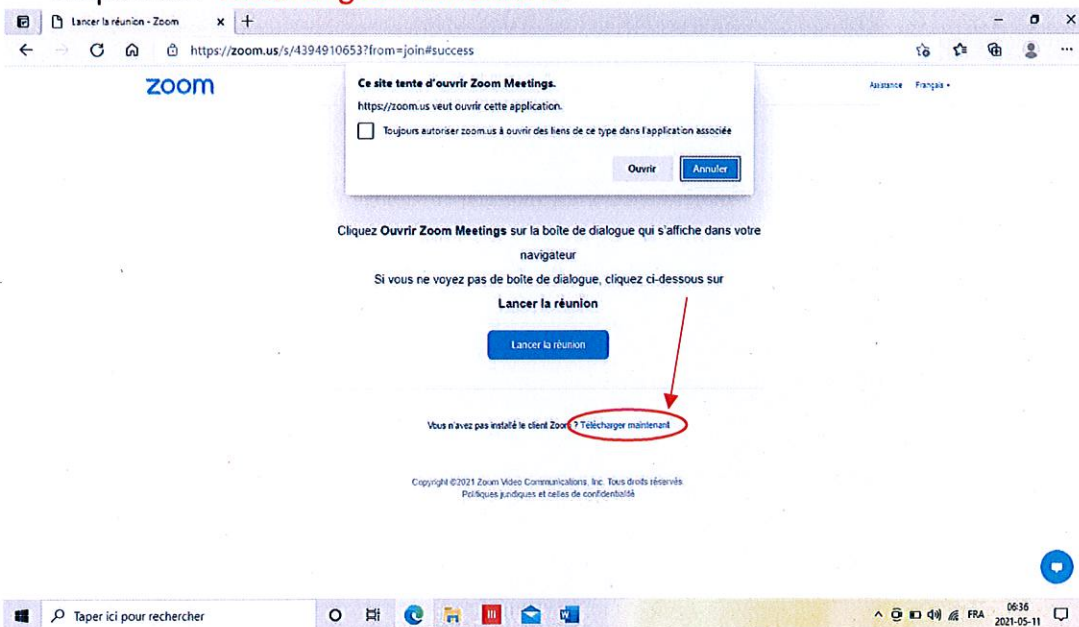 Lancer la réunion - Zoom
https://zoom.us/s/4394910653?from=join#success
zoom
Assistance Français
Ce site tente d'ouvrir Zoom Meetings.
https://zoom.us veut ouvrir cette application.
Toujours autoriser zoom.us à ouvrir des liens de ce type dans l'application associée
Ouvrir Annuler
Cliquez Ouvrir Zoom Meetings sur la boîte de dialogue qui s'affiche dans votre
navigateur
Si vous ne voyez pas de boîte de dialogue, cliquez ci-dessous sur
Lancer la réunion
Lancer la réunion
Vous n'avez pas installé le client Zoom ? Télécharger maintenant
Copyright ©2021 Zoom Video Communications, Inc. Tous droits réservés.
Politiques juridiques et celles de confidentialité
Taper ici pour rechercher
FRA
06:36
2021-05-11